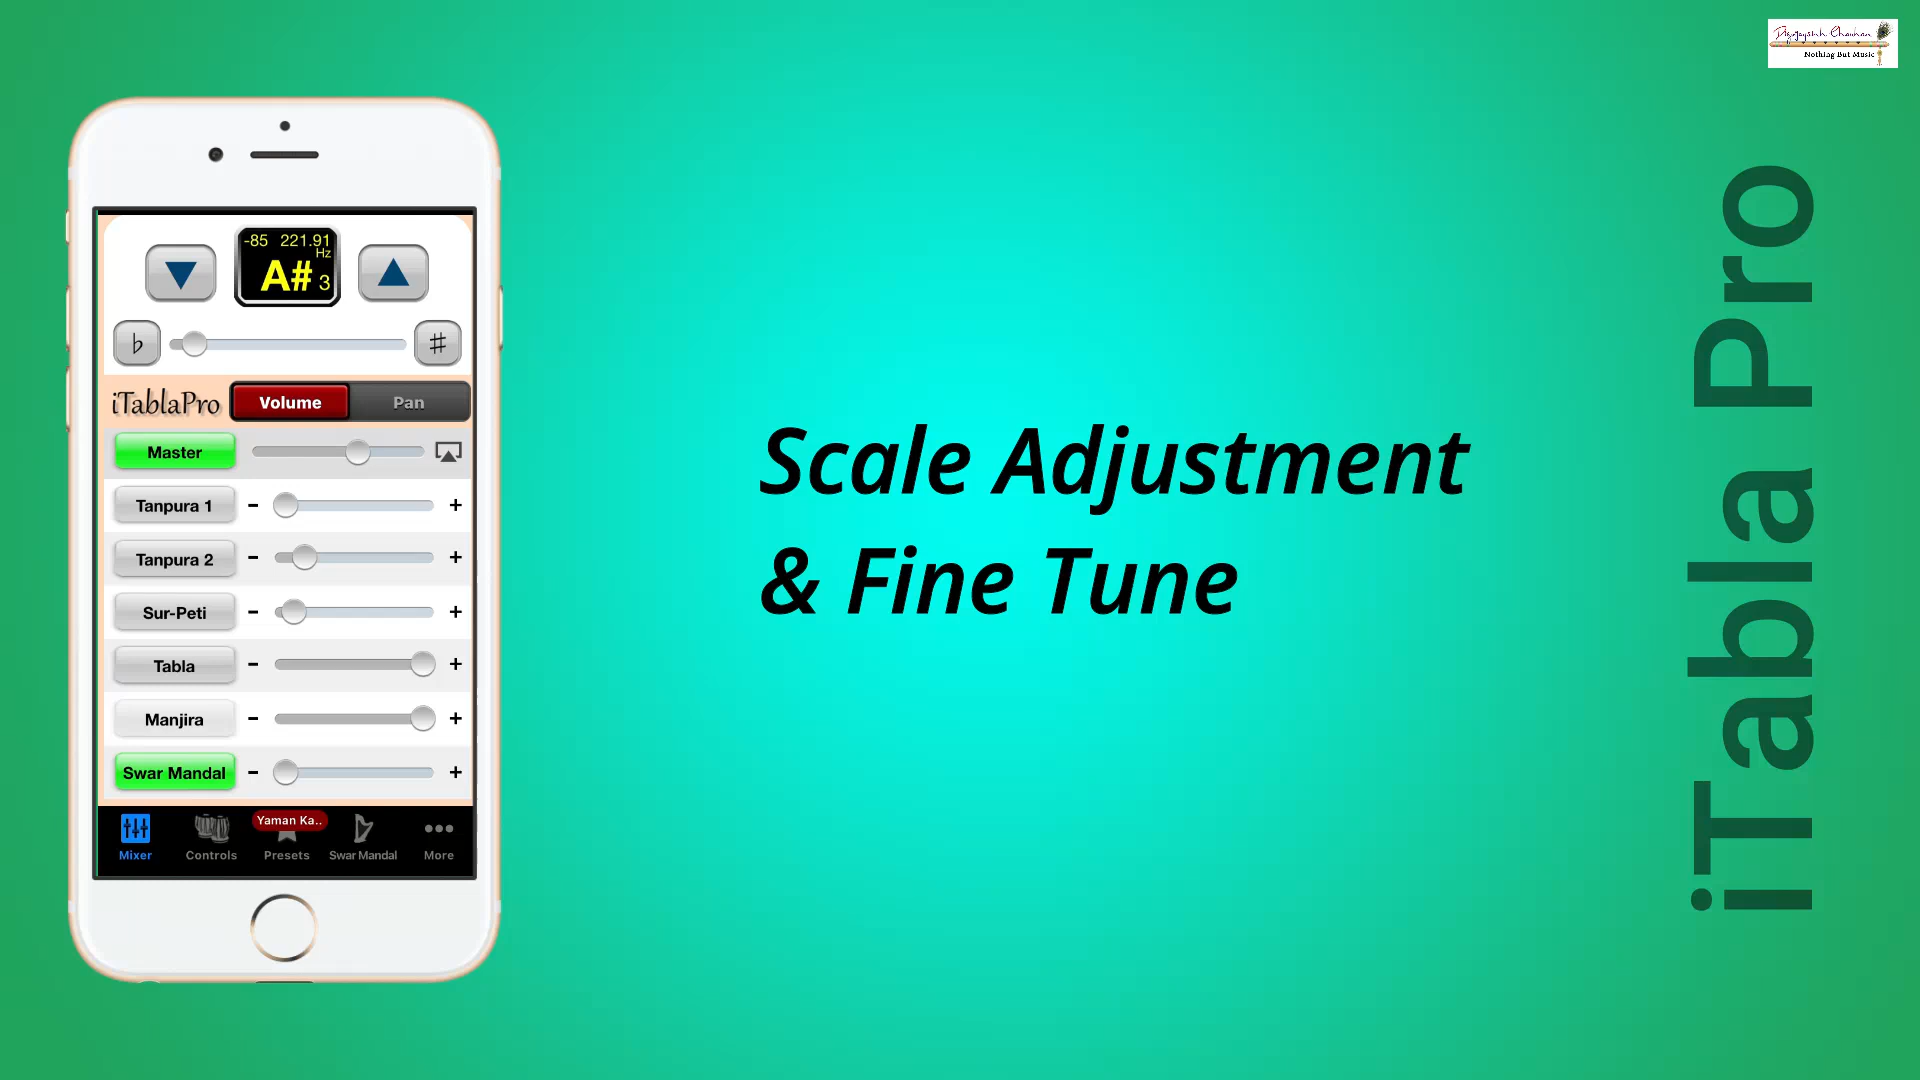 Nothing But Music
-85 221.91
Hz
A# 3
♭
♯
iTablaPro
Volume
Pan
Master
Tanpura 1 - +
Tanpura 2 - +
Sur-Peti - +
Tabla - +
Manjira - +
Swar Mandal - +
Yaman Ka..
Mixer
Controls
Presets
Swar Mandal
More
Scale Adjustment
& Fine Tune
iTabla Pro